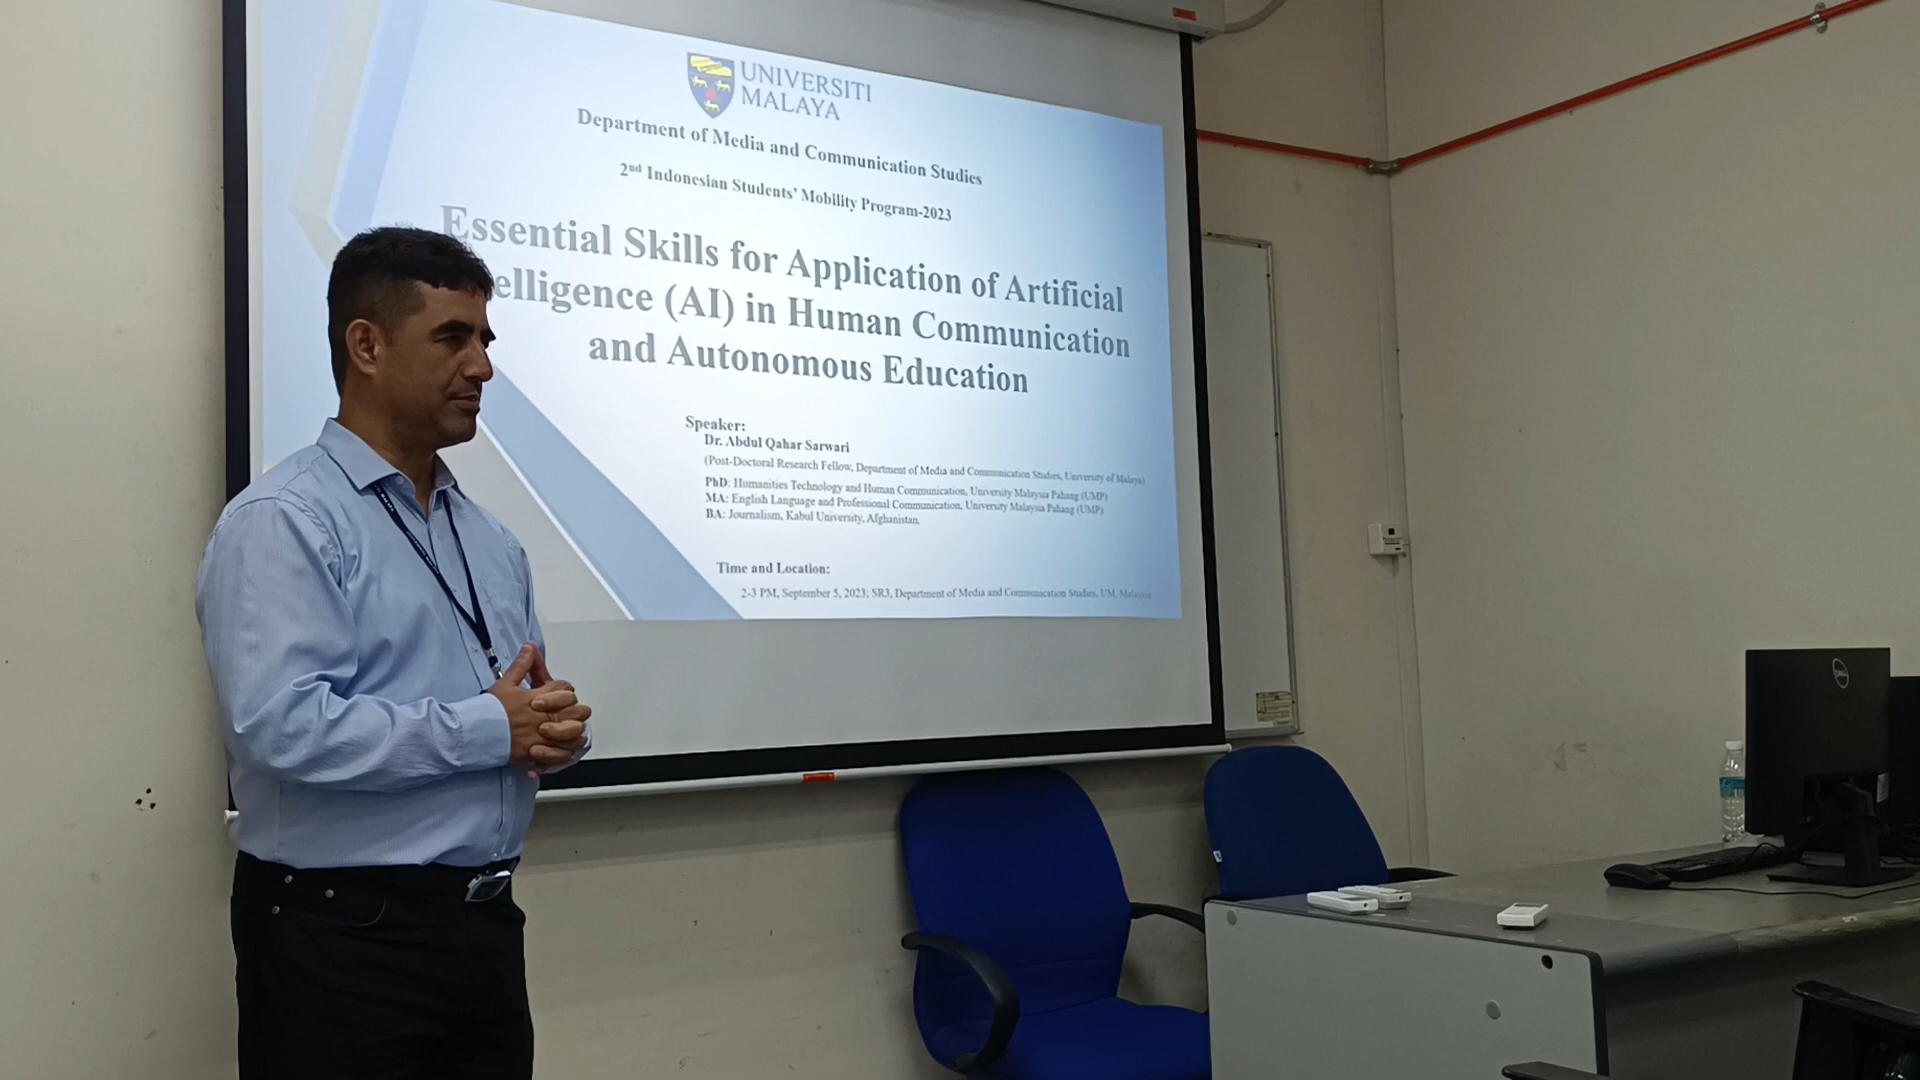 UNIVERSITI
MALAYA
Department of Media and Communication Studies
2nd Indonesian Students' Mobility Program-2023
Essential Skills for Application of Artificial
elligence (AI) in Human Communication
and Autonomous Education
Speaker:
Dr. Abdul Qahar Sarwari
(Post-Doctoral Research Fellow, Department of Media and Communication Studies, University of Malaya)
PhD: Humanities Technology and Human Communication, University Malaysia Pahang (UMP)
MA: English Language and Professional Communication, University Malaysia Pahang (UMP)
BA: Journalism, Kabul University, Afghanistan.
Time and Location:
2-3 PM, September 5, 2023; SR3, Department of Media and Communication Studies, UM, Malaysia
DELL